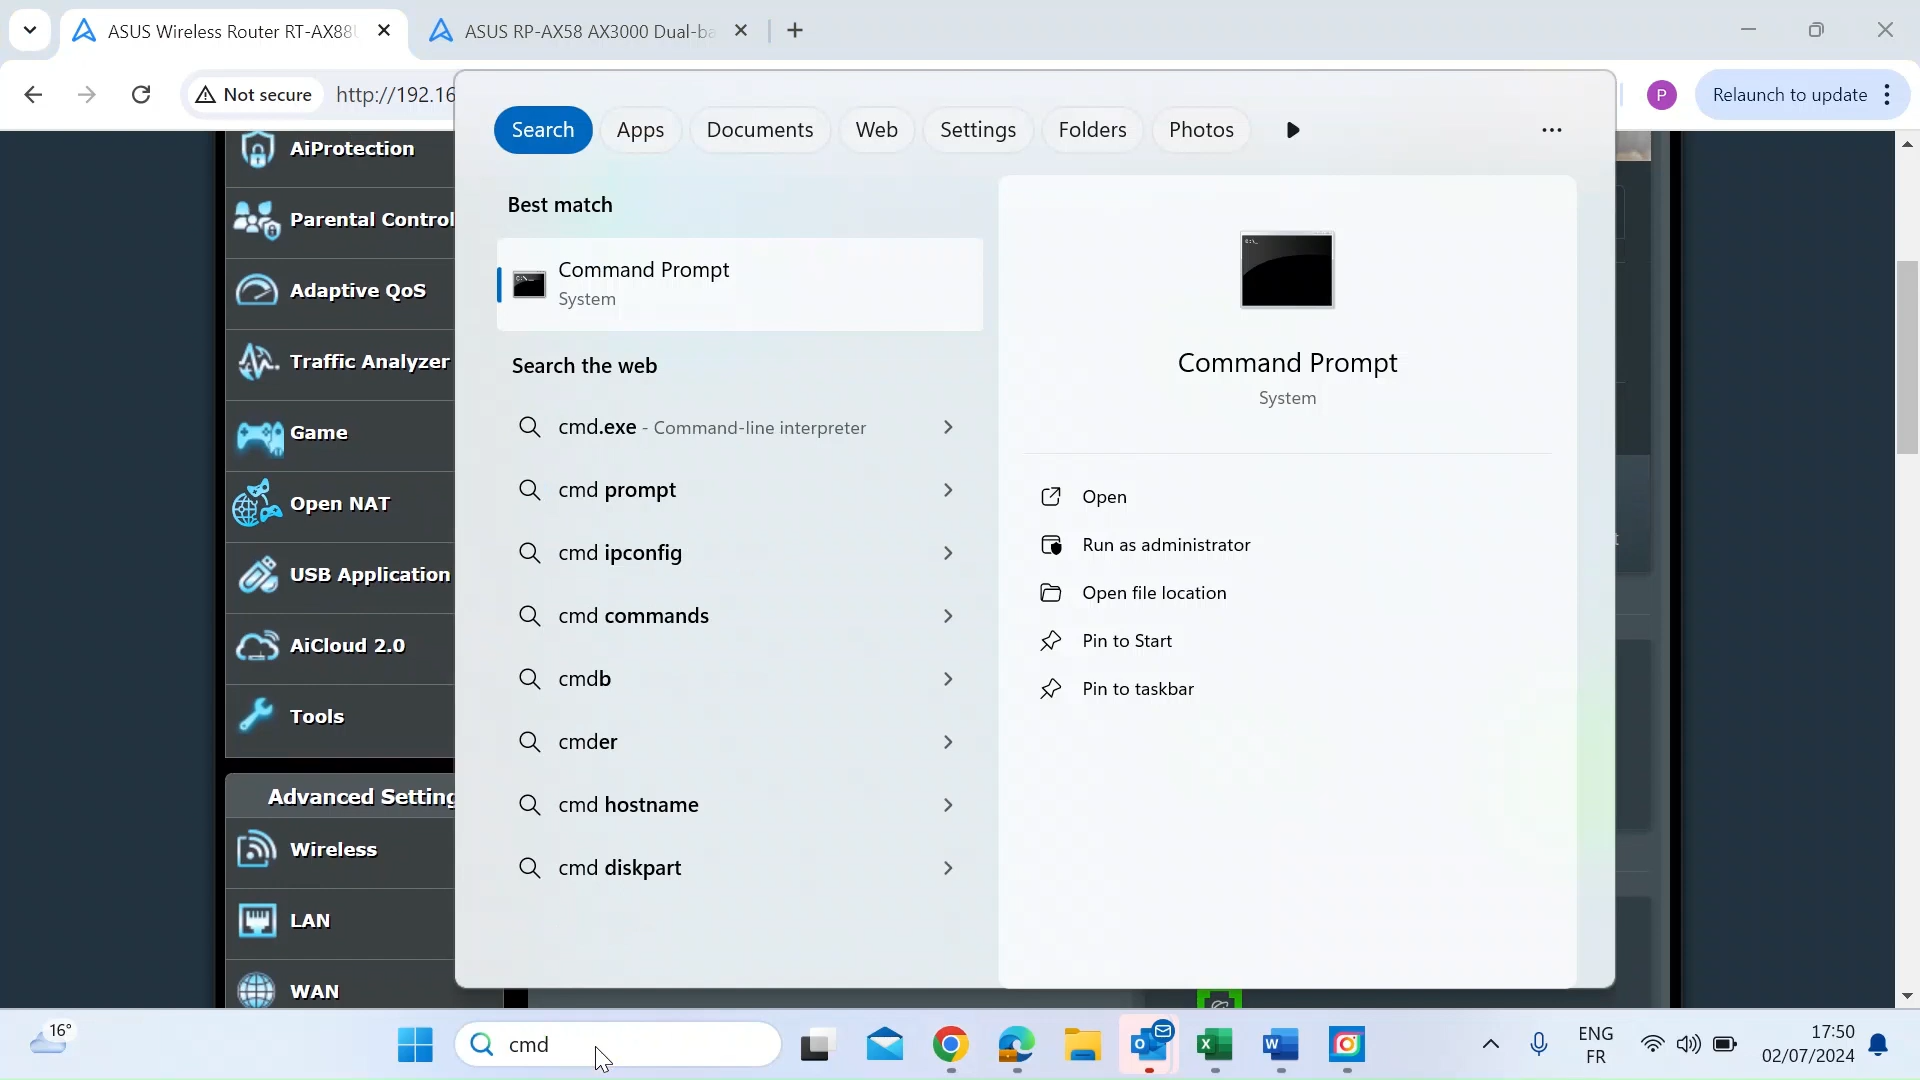 ASUS Wireless Router RT-AX88
ASUS RP-AX58 AX3000 Dual-ba
Not secure
http://192.16
P
Relaunch to update
Search
Apps
Documents
Web
Settings
Folders
Photos
AiProtection
Parental Control
Adaptive QoS
Traffic Analyzer
Game
Open NAT
USB Application
AiCloud 2.0
Tools
Advanced Setting
Wireless
LAN
WAN
Best match
Command Prompt
System
Search the web
cmd.exe - Command-line interpreter
cmd prompt
cmd ipconfig
cmd commands
cmdb
cmder
cmd hostname
cmd diskpart
Command Prompt
System
Open
Run as administrator
Open file location
Pin to Start
Pin to taskbar
16°
cmd
ENG
FR
17:50
02/07/2024